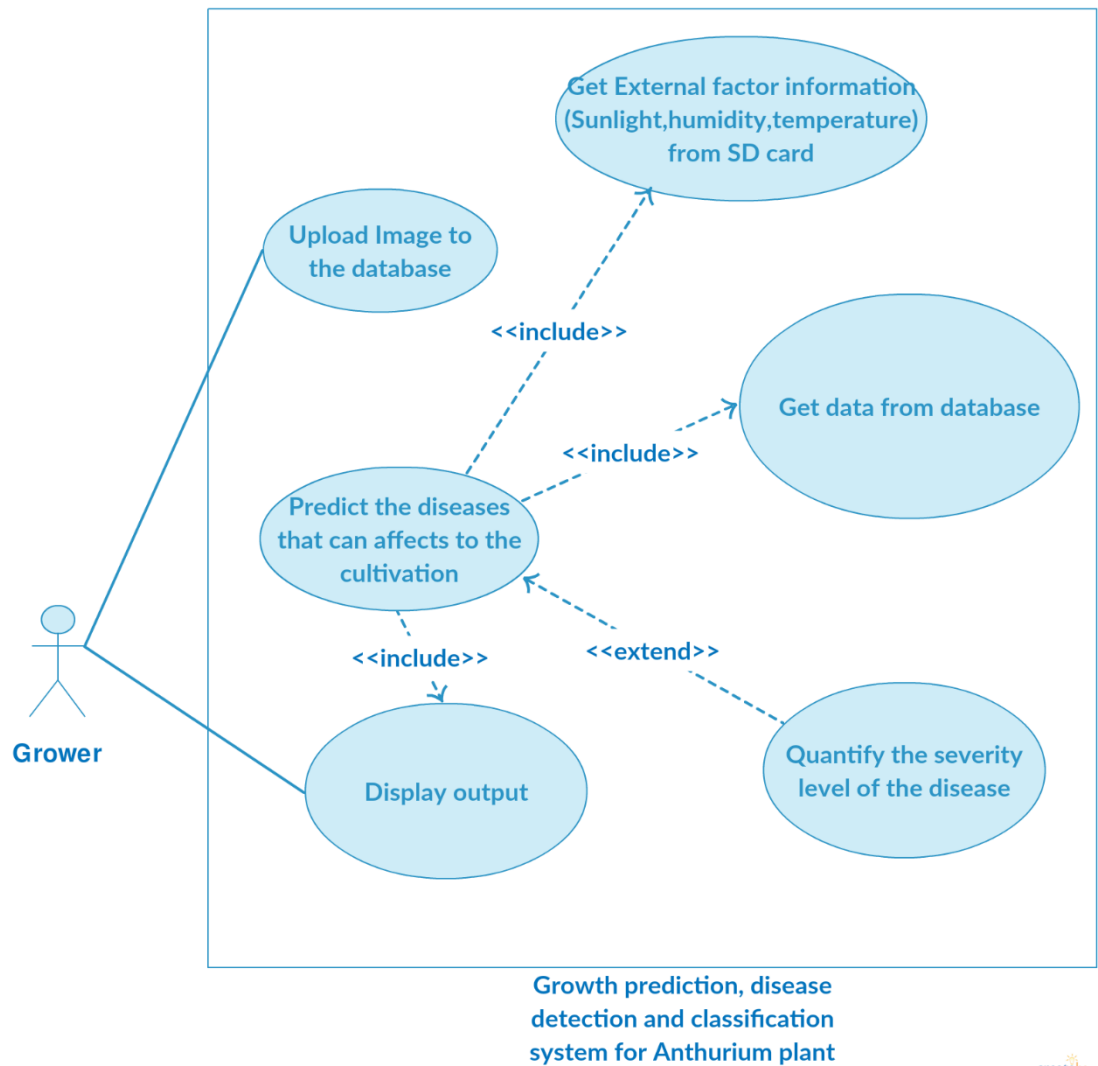 Get External factor information
(Sunlight,humidity,temperature)
from SD card
Upload Image to
the database
<<include>>
Get data from database
<<include>>
Predict the diseases
that can affects to the
cultivation
<<include>>
<<extend>>
Grower
Display output
Quantify the severity
level of the disease
Growth prediction, disease
detection and classification
system for Anthurium plant